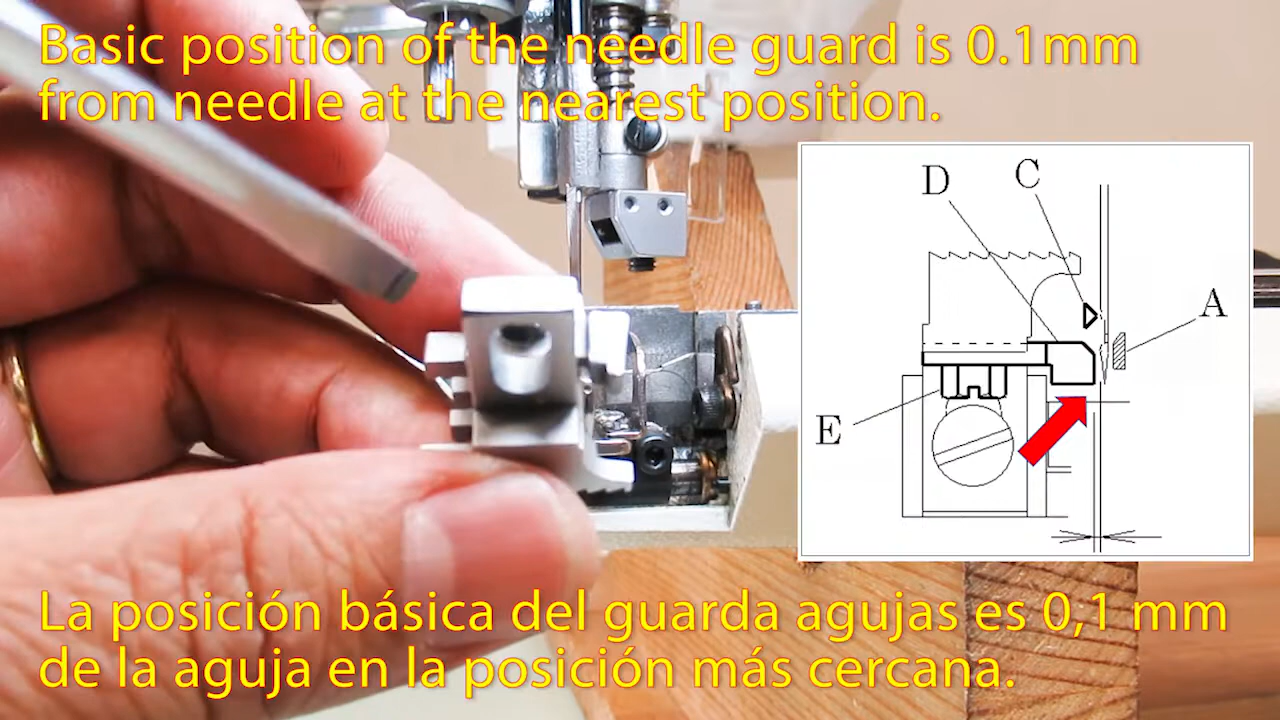 Basic position of the needle guard is 0.1mm
from needle at the nearest position.
D
C
A
E
La posición básica del guarda agujas es 0,1 mm
de la aguja en la posición más cercana.